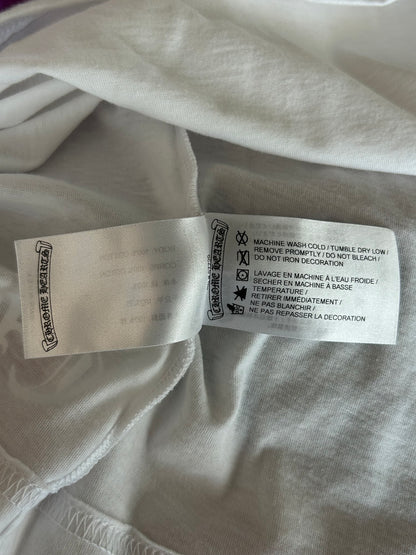 CHROME HEARTS
CHROME HEARTS
MACHINE WASH COLD / TUMBLE DRY LOW /
REMOVE PROMPTLY / DO NOT BLEACH /
DO NOT IRON DECORATION
LAVAGE EN MACHINE À L'EAU FROIDE /
SECHER EN MACHINE À BASSE
TEMPERATURE /
RETIRER IMMÉDIATEMENT /
NE PAS BLANCHIR /
NE PAS REPASSER LA DECORATION